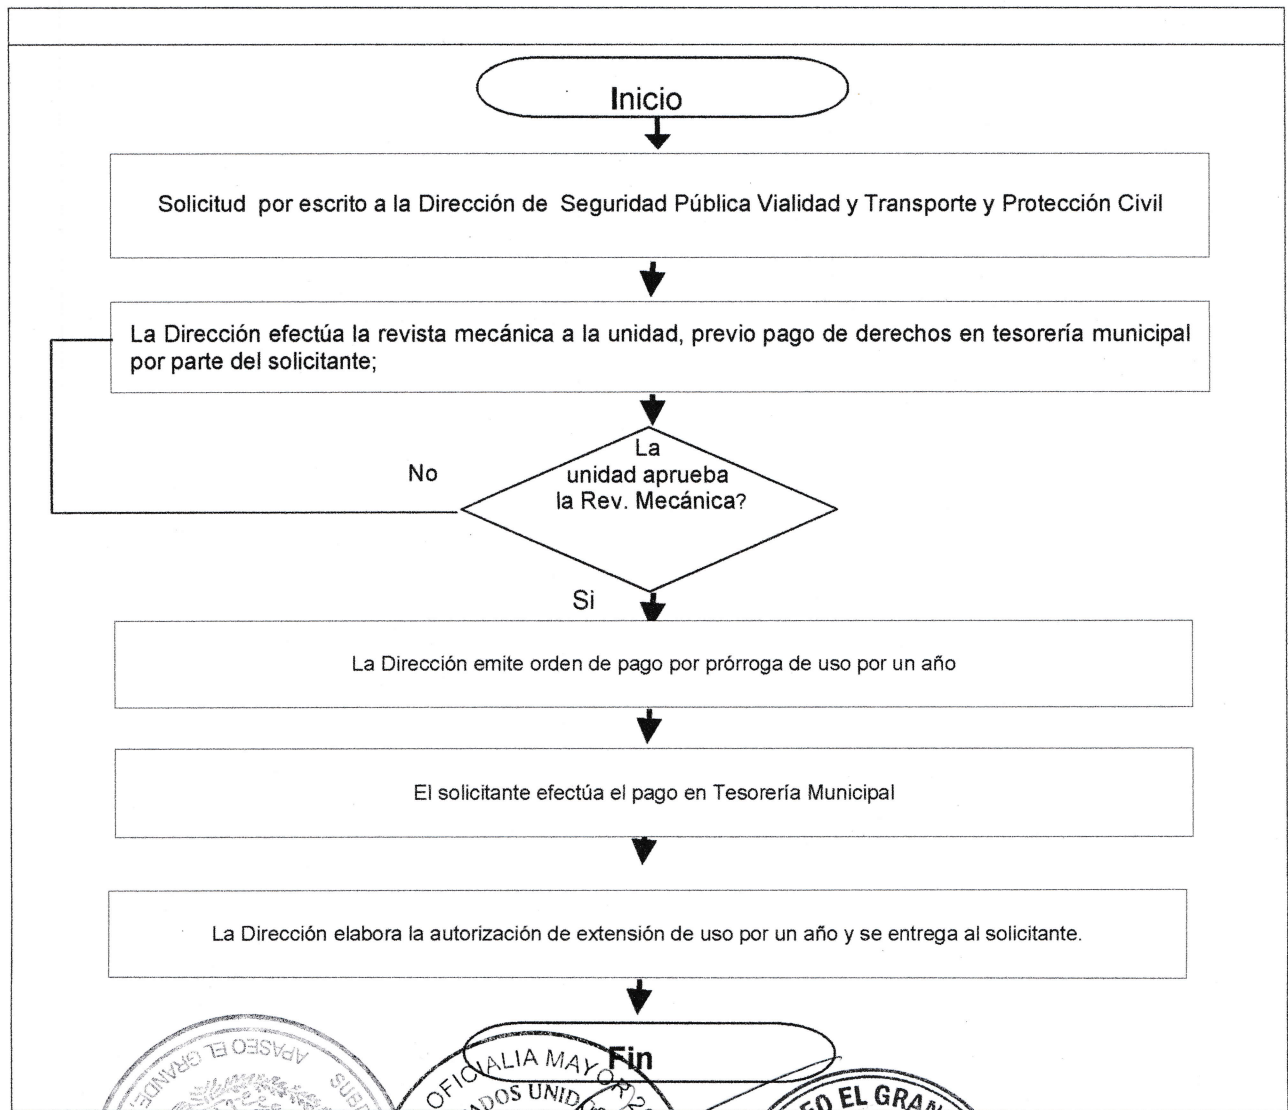 Inicio
Solicitud por escrito a la Dirección de Seguridad Pública Vialidad y Transporte y Protección Civil
La Dirección efectúa la revista mecánica a la unidad, previo pago de derechos en tesorería municipal
por parte del solicitante;
La
unidad aprueba
la Rev. Mecánica?
No
Si
La Dirección emite orden de pago por prórroga de uso por un año
El solicitante efectúa el pago en Tesorería Municipal
La Dirección elabora la autorización de extensión de uso por un año y se entrega al solicitante.
Fin
APASEO EL GRANDE,
OFICIALIA MAYOR
EL